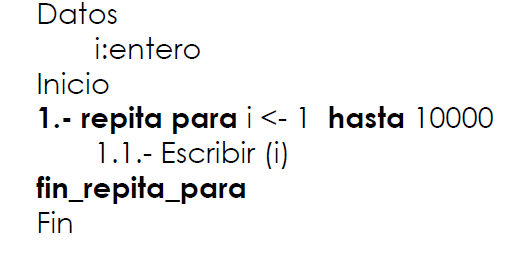 Datos
i:entero
Inicio
1.- repita para i <- 1 hasta 10000
1.1.- Escribir (i)
fin_repita_para
Fin